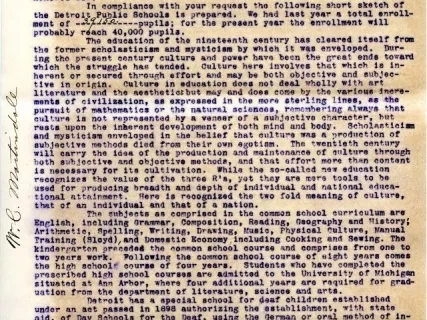 In compliance with your request the following short sketch of
the Detroit Public Schools is prepared. We had last year a total enroll-
ment of pupils; for the present year the enrollment will
probably reach 40,000 pupils.
The education of the nineteenth century has cleared itself from
the former scholasticism and mysticism by which it was enveloped. Dur-
ing the present century culture and power have been the great ends toward
which the struggle has tended. Culture here involves that which is in-
herent or secured through effort and may be both objective and subjec-
tive in origin. Culture in education does not deal wholly with art
literature and the aesthetic but may and does come by the various incre-
ments of civilization, as expressed in the more sterling lines, as the
pursuit of mathematics or the natural sciences, remembering always that
culture is not represented by a veneer of a subjective character, but
rests upon the inherent development of both mind and body. Scholasticism
and mysticism enveloped in the belief that culture was a production of
subjective methods died from their own egotism. The twentieth century
will carry the idea of the production and maintenance of culture through
both subjective and objective methods, and that effort more than content
is necessary for its cultivation. While the so-called new education
recognizes the value of the three R's, yet they are mere tools to be
used for producing breadth and depth of individual and national educa-
tional attainment. Here is recognized the two fold meaning of culture,
that of an individual and that of a nation.
The subjects as comprised in the common school curriculum are
English, including Grammar, Composition, Reading, Geography and History;
Arithmetic, Spelling, Writing, Drawing, Music, Physical Culture, Manual
Training (Sloyd), and Domestic Economy including Cooking and Sewing. The
kindergarten preceded the common school course and comprises from one to
two years work. Following the common school course of eight years comes
the high schools course of four years. Students who have completed the
prescribed high school courses are admitted to the University of Michigan
situated at Ann Arbor, where four additional years are required for grad-
uation from the department of literature, science and arts.
Detroit has a special school for deaf children established
under an act passed in 1898 authorizing the establishment, with state
aid, of Day Schools for the Deaf, using the German or oral method of in-
W. C. Martindale